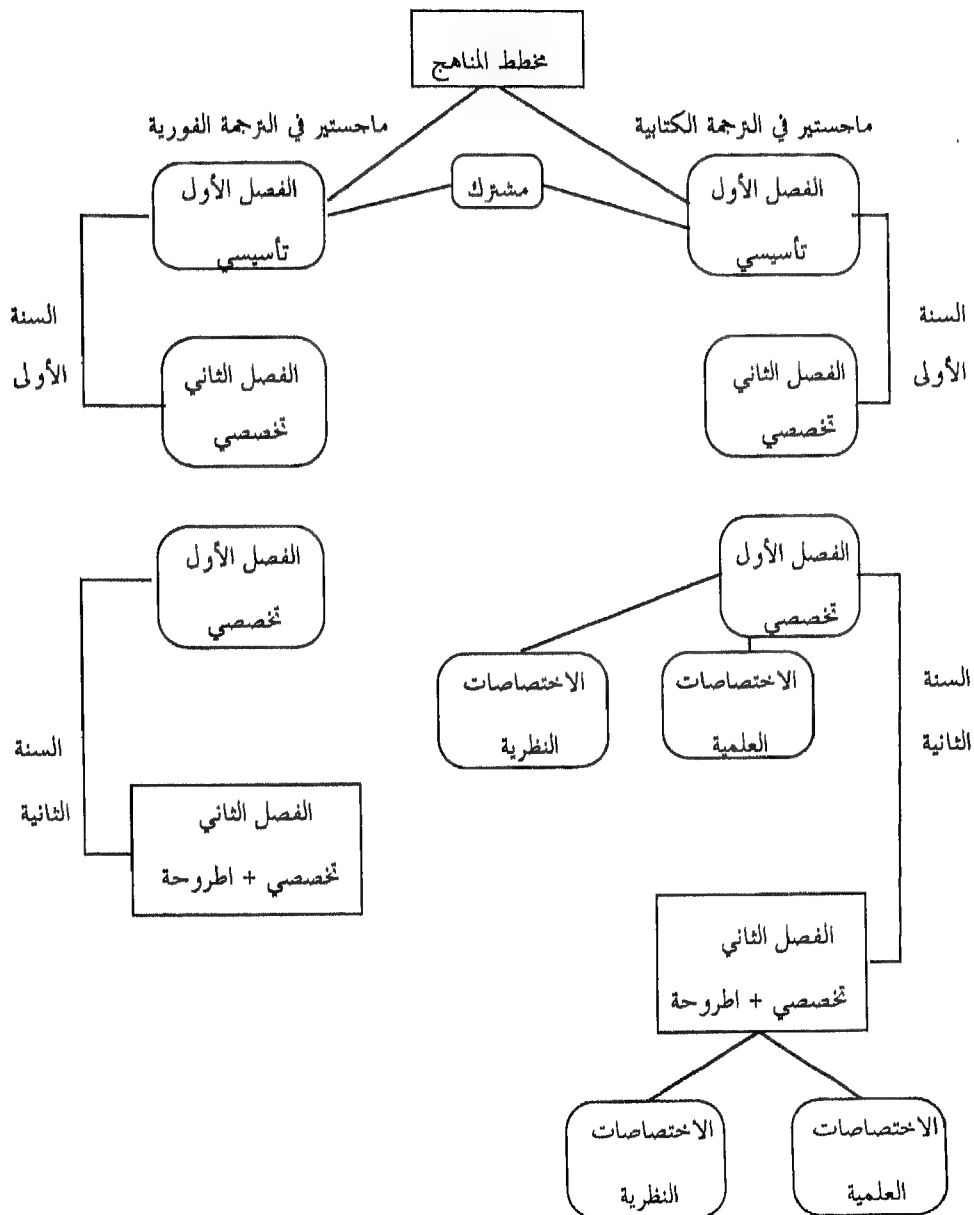 مخطط المناهج
ماجستير في الترجمة الكتابية
ماجستير في الترجمة الفورية
مشترك
الفصل الأول
تأسيسي
الفصل الأول
تأسيسي
السنة
الأولى
السنة
الأولى
الفصل الثاني
تخصصي
الفصل الثاني
تخصصي
الفصل الأول
تخصصي
الفصل الأول
تخصصي
الاختصاصات
العلمية
الاختصاصات
النظرية
السنة
الثانية
السنة
الثانية
الفصل الثاني
تخصصي + اطروحة
الفصل الثاني
تخصصي + اطروحة
الاختصاصات
العلمية
الاختصاصات
النظرية